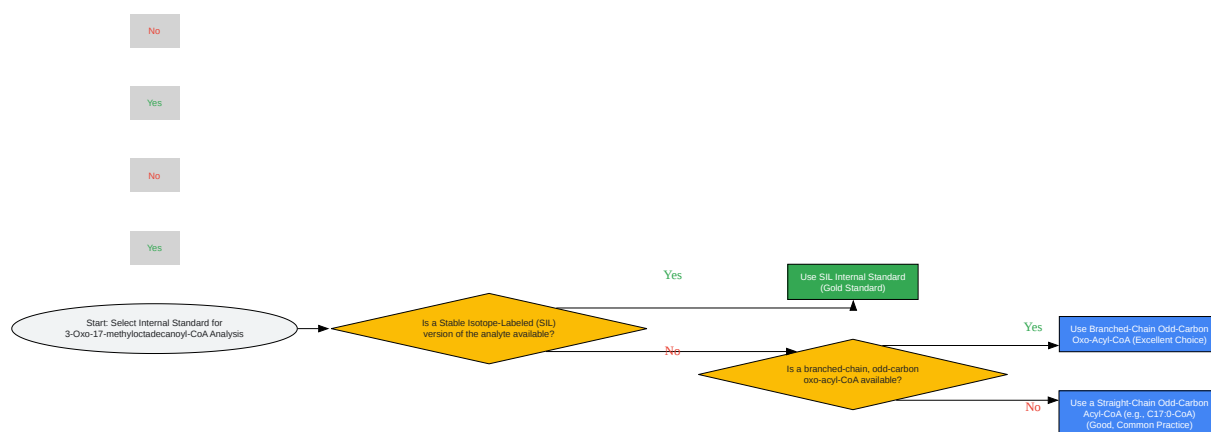 No
Yes
No
Yes
Start: Select Internal Standard for
3-Oxo-17-methyloctadecanoyl-CoA Analysis
Is a Stable Isotope-Labeled (SIL)
version of the analyte available?
Yes
Use SIL Internal Standard
(Gold Standard)
No
Is a branched-chain, odd-carbon
oxo-acyl-CoA available?
Yes
Use Branched-Chain Odd-Carbon
Oxo-Acyl-CoA (Excellent Choice)
No
Use a Straight-Chain Odd-Carbon
Acyl-CoA (e.g., C17:0-CoA)
(Good, Common Practice)